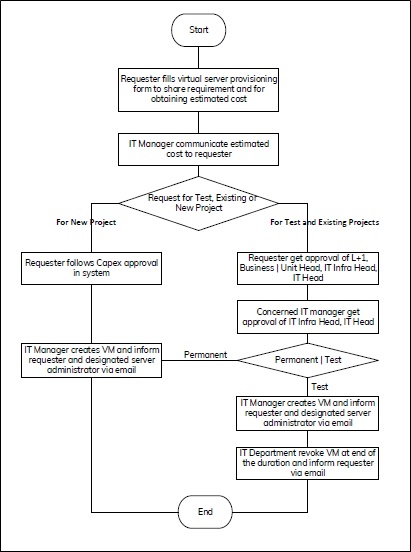 Start
Requester fills virtual server provisioning
form to share requirement and for
obtaining estimated cost
IT Manager communicate estimated
cost to requester
Request for Test, Existing or
New Project
For New Project
For Test and Existing Projects
Requester follows Capex approval
in system
Requester get approval of L+1,
Business | Unit Head, IT Infra Head,
IT Head
Concerned IT manager get
approval of IT Infra Head, IT Head
IT Manager creates VM and inform
requester and designated server
administrator via email
Permanent
Permanent | Test
Test
IT Manager creates VM and inform
requester and designated server
administrator via email
IT Department revoke VM at end of
the duration and inform requester
via email
End